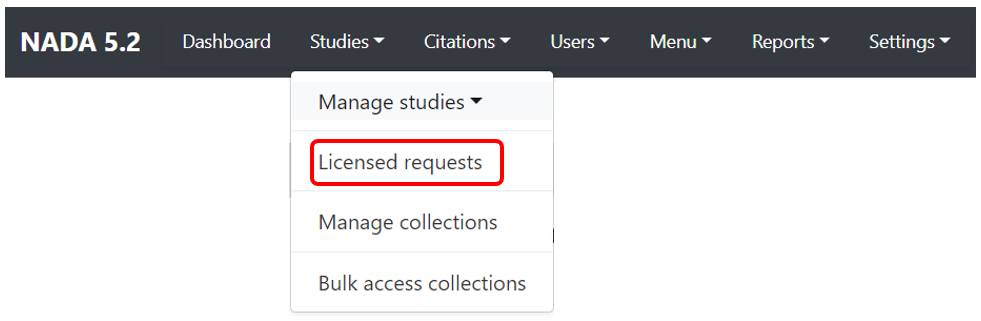 NADA 5.2 Dashboard Studies Citations Users Menu Reports Settings
Manage studies
Licensed requests
Manage collections
Bulk access collections